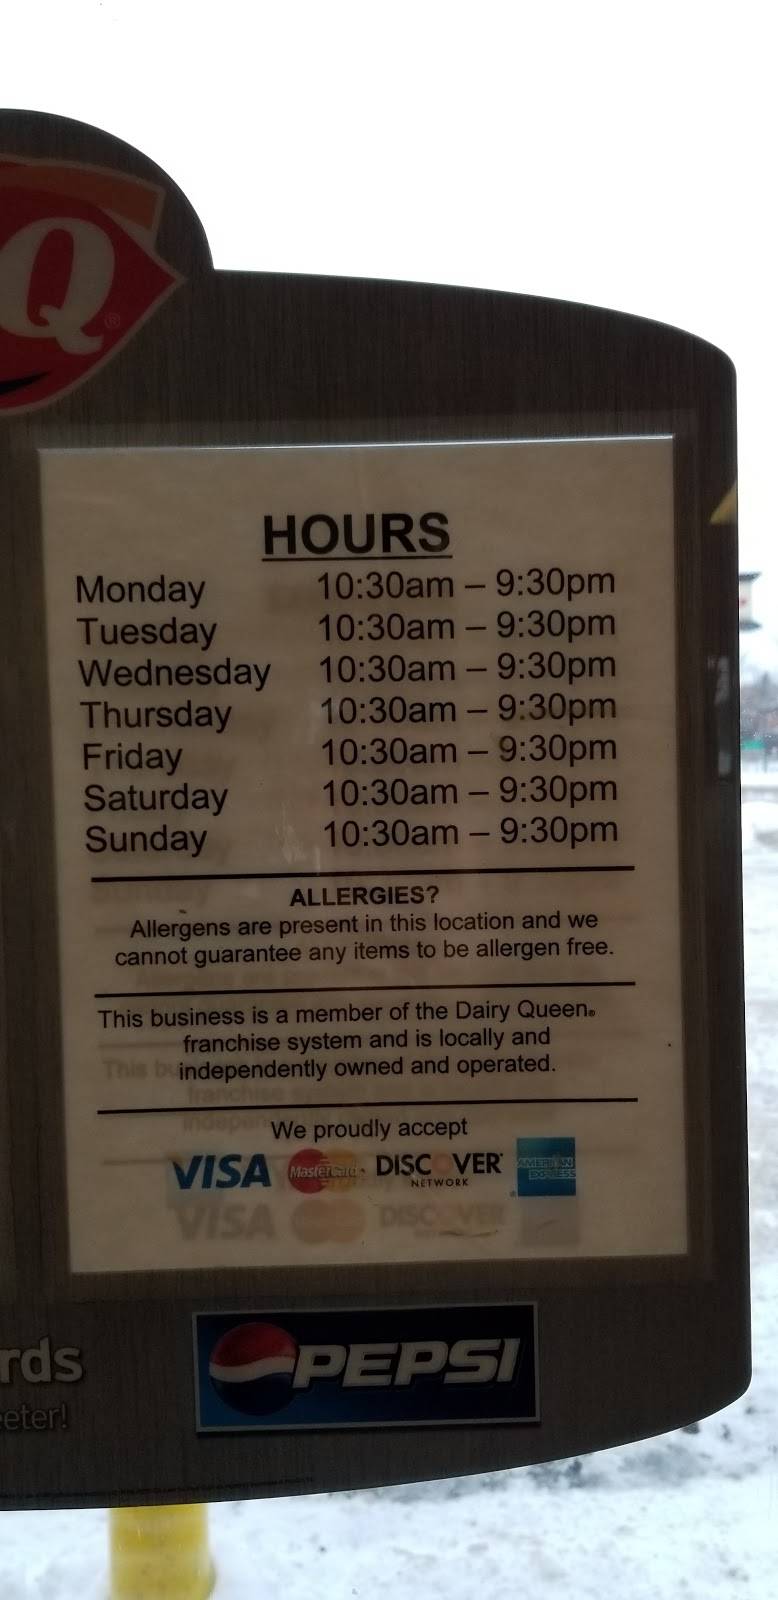 Q®
HOURS
Monday 10:30am – 9:30pm
Tuesday 10:30am – 9:30pm
Wednesday 10:30am – 9:30pm
Thursday 10:30am – 9:30pm
Friday 10:30am – 9:30pm
Saturday 10:30am – 9:30pm
Sunday 10:30am – 9:30pm
ALLERGIES?
Allergens are present in this location and we
cannot guarantee any items to be allergen free.
This business is a member of the Dairy Queen®
franchise system and is locally and
independently owned and operated.
We proudly accept
VISA MasterCard DISCOVER NETWORK AMERICAN EXPRESS
rds
eeter!
PEPSI